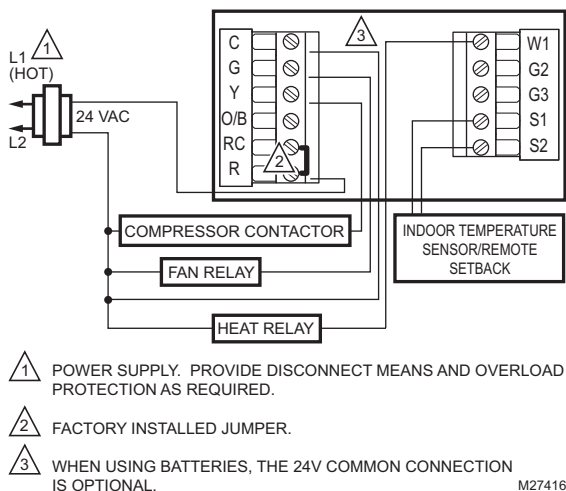 L1
(HOT)
1
24 VAC
L2
C
G
Y
O/B
RC
R
2
3
W1
G2
G3
S1
S2
COMPRESSOR CONTACTOR
FAN RELAY
HEAT RELAY
INDOOR TEMPERATURE
SENSOR/REMOTE
SETBACK
1 POWER SUPPLY. PROVIDE DISCONNECT MEANS AND OVERLOAD
PROTECTION AS REQUIRED.
2 FACTORY INSTALLED JUMPER.
3 WHEN USING BATTERIES, THE 24V COMMON CONNECTION
IS OPTIONAL.
M27416